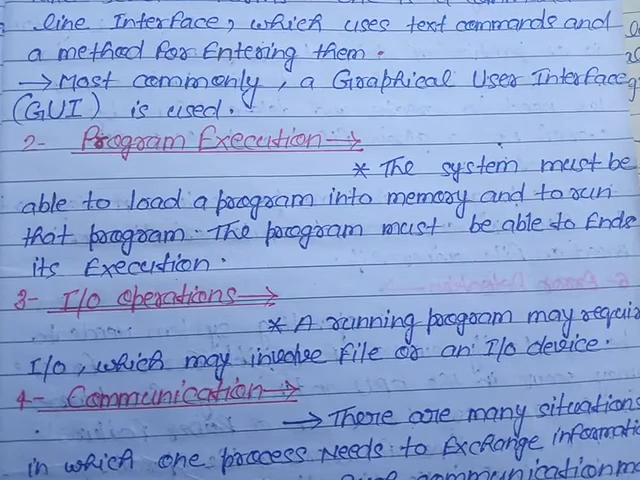 line Interface, which uses text commands and
a method for Entering them.
→ Most commonly, a Graphical User Interface
(GUI) is used.
2- Program Execution →
* The system must be
able to load a program into memory and to run
that program. The program must be able to Ends
its Execution.
3- I/O operations →
* A running program may requir
I/O, which may involve file or an I/O device.
4- Communication →
→ There are many situations
in which one process Needs to Exchange informati
communication